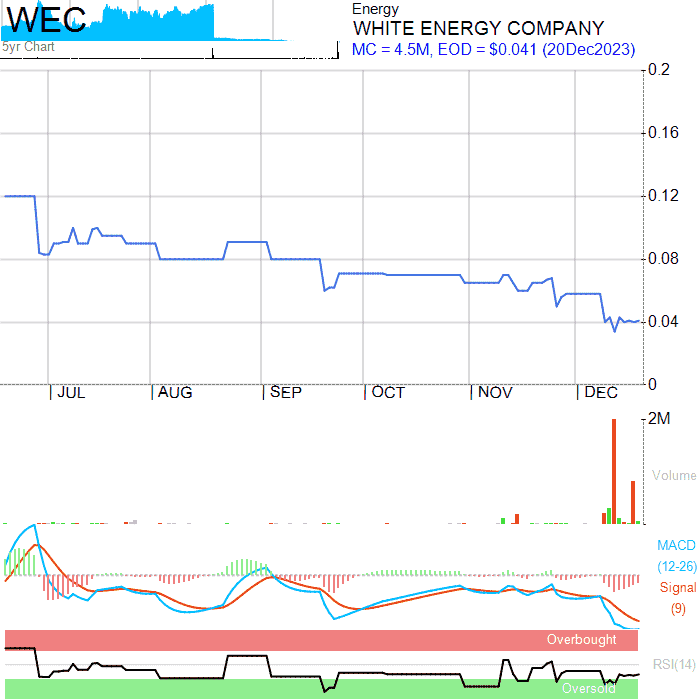 WEC
5yr Chart
Energy
WHITE ENERGY COMPANY
MC = 4.5M, EOD = $0.041 (20Dec2023)
0.2
0.16
0.12
0.08
0.04
0
JUL AUG SEP OCT NOV DEC
2M
Volume
MACD
(12-26)
Signal
(9)
Overbought
RSI(14)
Oversold